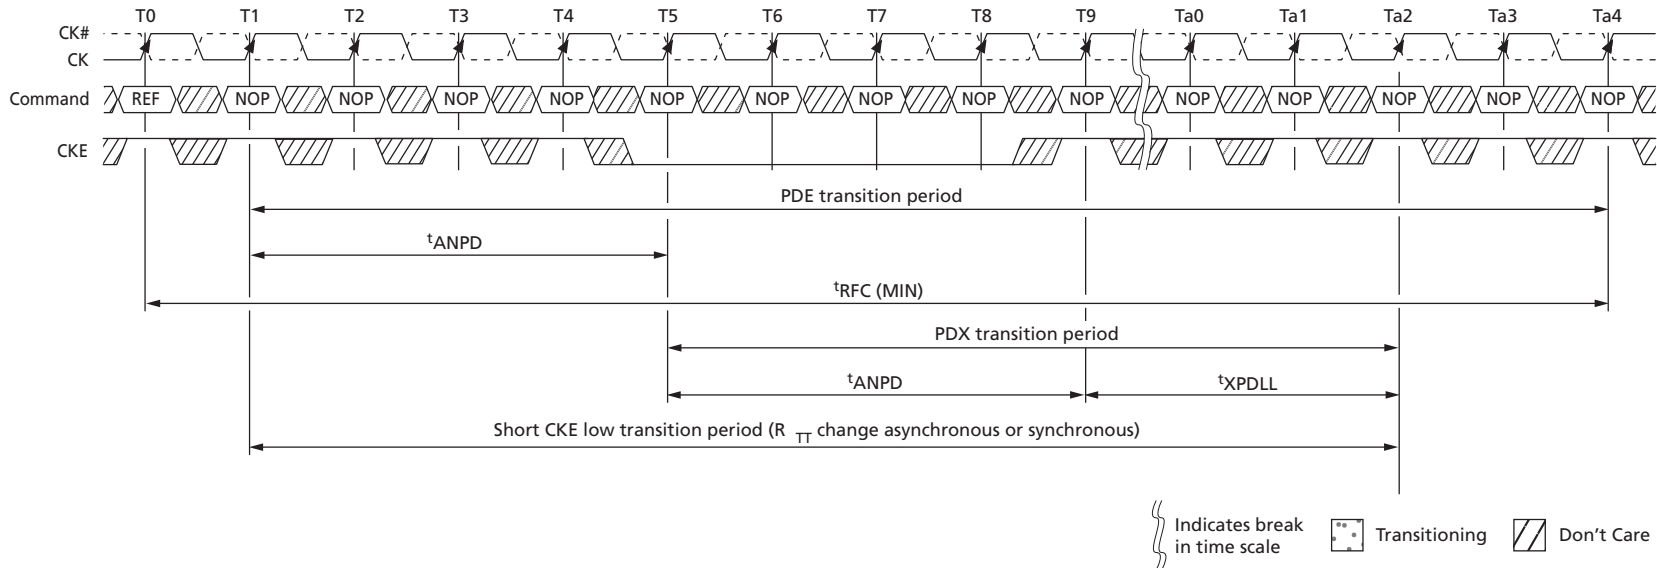 T0 T1 T2 T3 T4 T5 T6 T7 T8 T9 Ta0 Ta1 Ta2 Ta3 Ta4
CK#
CK
Command REF NOP NOP NOP NOP NOP NOP NOP NOP NOP NOP NOP NOP NOP NOP
CKE
PDE transition period
tANPD
tRFC (MIN)
PDX transition period
tANPD tXPDLL
Short CKE low transition period (R TT change asynchronous or synchronous)
Indicates break
in time scale
Transitioning
Don't Care